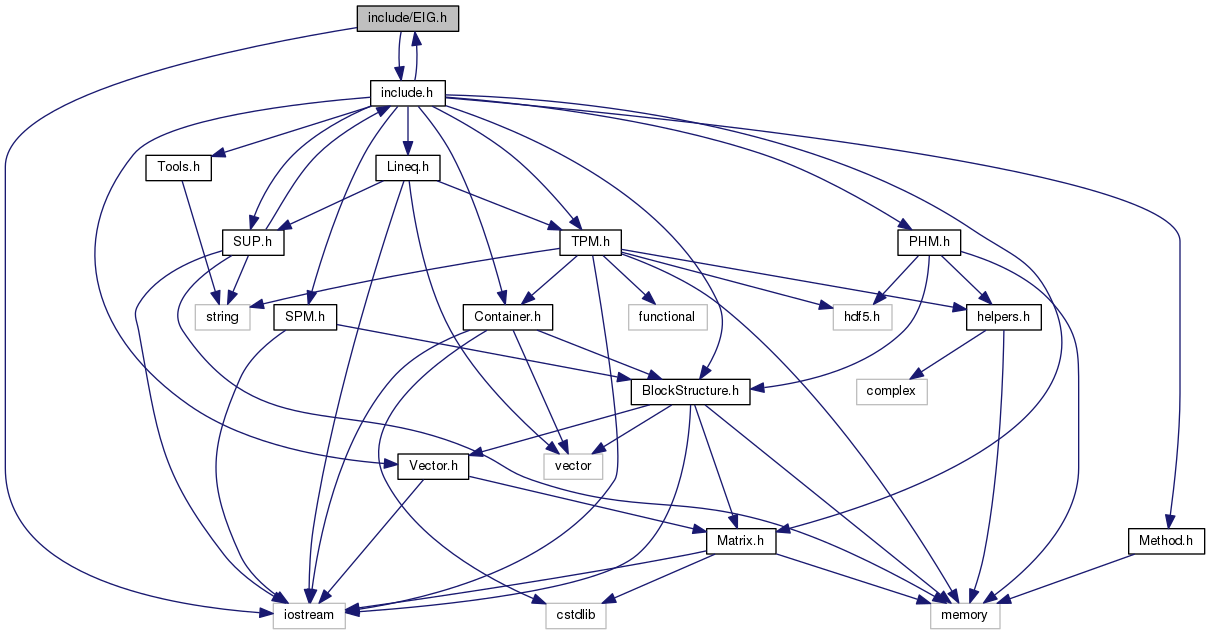 include/EIG.h
include.h
Tools.h
Lineq.h
SUP.h
TPM.h
PHM.h
string
SPM.h
Container.h
functional
hdf5.h
helpers.h
BlockStructure.h
complex
Vector.h
vector
Matrix.h
Method.h
iostream
cstdlib
memory